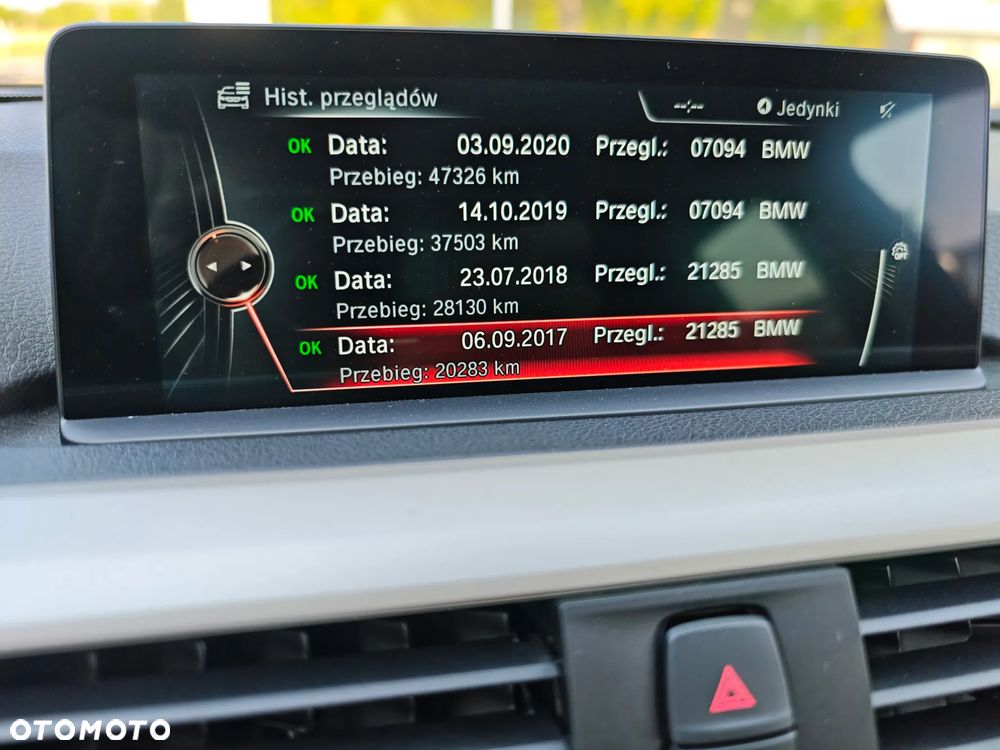 Hist. przeglądów --:-- Jedynki
OK Data: 03.09.2020 Przegl.: 07094 BMW
Przebieg: 47326 km
OK Data: 14.10.2019 Przegl.: 07094 BMW
Przebieg: 37503 km
OK Data: 23.07.2018 Przegl.: 21285 BMW
Przebieg: 28130 km
OK Data: 06.09.2017 Przegl.: 21285 BMW
Przebieg: 20283 km
OPT
OTOMOTO